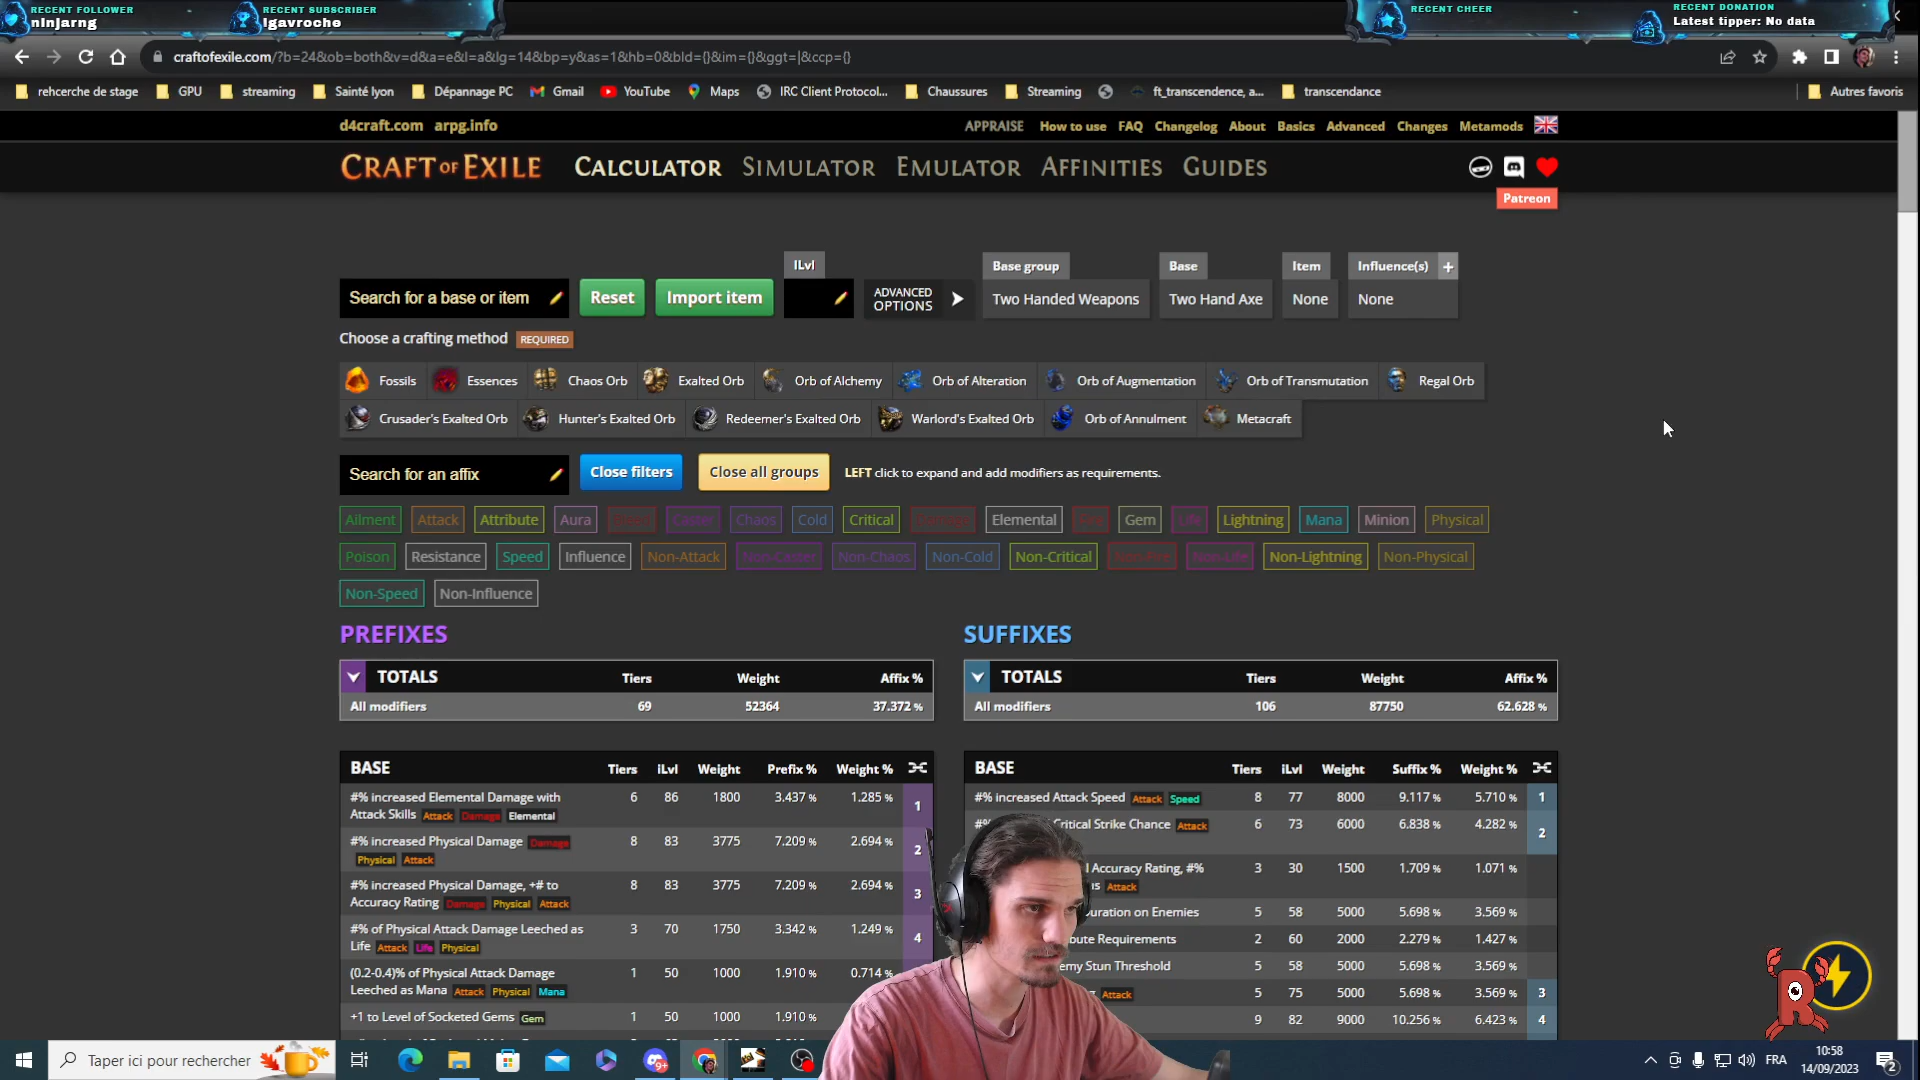 RECENT FOLLOWER
ninjarng
RECENT SUBSCRIBER
lgavroche
RECENT CHEER
RECENT DONATION
Latest tipper: No data
craftofexile.com/?b=24&ob=both&v=d&a=e&l=a&lg=14&bp=y&as=1&hb=0&bld={}&im={}&ggt=|&ccp={}
rehcerche de stage
GPU
streaming
Sainté lyon
Dépannage PC
Gmail
YouTube
Maps
IRC Client Protocol...
Chaussures
Streaming
ft_transcendence, a...
transcendance
Autres favoris
d4craft.com arpg.info
APPRAISE How to use FAQ Changelog About Basics Advanced Changes Metamods
CRAFT OF EXILE
CALCULATOR SIMULATOR EMULATOR AFFINITIES GUIDES
Patreon
ILvl
Base group
Base
Item
Influence(s) +
Search for a base or item
Reset
Import item
ADVANCED OPTIONS
Two Handed Weapons
Two Hand Axe
None
None
Choose a crafting method REQUIRED
Fossils Essences Chaos Orb Exalted Orb Orb of Alchemy Orb of Alteration Orb of Augmentation Orb of Transmutation Regal Orb
Crusader's Exalted Orb Hunter's Exalted Orb Redeemer's Exalted Orb Warlord's Exalted Orb Orb of Annulment Metacraft
Search for an affix
Close filters
Close all groups
LEFT click to expand and add modifiers as requirements.
Ailment Attack Attribute Aura Caster Chaos Cold Critical Damage Elemental Fire Gem Life Lightning Mana Minion Physical
Poison Resistance Speed Influence Non-Attack Non-Caster Non-Chaos Non-Cold Non-Critical Non-Fire Non-Life Non-Lightning Non-Physical
Non-Speed Non-Influence
PREFIXES
TOTALS Tiers Weight Affix %
All modifiers 69 52364 37.372 %
BASE Tiers iLvl Weight Prefix % Weight %
#% increased Elemental Damage with 6 86 1800 3.437 % 1.285 % 1
Attack Skills Attack Damage Elemental
#% increased Physical Damage Damage 8 83 3775 7.209 % 2.694 % 2
Physical Attack
#% increased Physical Damage, +# to 8 83 3775 7.209 % 2.694 % 3
Accuracy Rating Damage Physical Attack
#% of Physical Attack Damage Leeched as 3 70 1750 3.342 % 1.249 % 4
Life Attack Life Physical
(0.2-0.4)% of Physical Attack Damage 1 50 1000 1.910 % 0.714 %
Leeched as Mana Attack Physical Mana
+1 to Level of Socketed Gems Gem 1 50 1000 1.910 %
SUFFIXES
TOTALS Tiers Weight Affix %
All modifiers 106 87750 62.628 %
BASE Tiers iLvl Weight Suffix % Weight %
#% increased Attack Speed Attack Speed 8 77 8000 9.117 % 5.710 % 1
#% Critical Strike Chance Attack 6 73 6000 6.838 % 4.282 % 2
Accuracy Rating, #% 3 30 1500 1.709 % 1.071 %
Attack
uration on Enemies 5 58 5000 5.698 % 3.569 %
bute Requirements 2 60 2000 2.279 % 1.427 %
emy Stun Threshold 5 58 5000 5.698 % 3.569 %
Attack 5 75 5000 5.698 % 3.569 % 3
9 82 9000 10.256 % 6.423 % 4
R
Taper ici pour rechercher
9+
FRA
10:58
14/09/2023
2